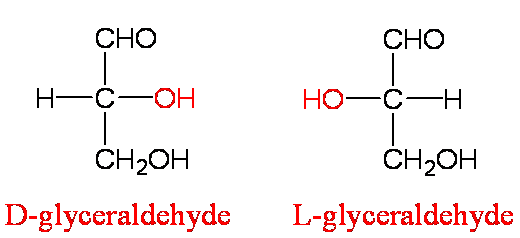 CHO CHO
H C OH HO C H
CH2OH CH2OH
D-glyceraldehyde L-glyceraldehyde